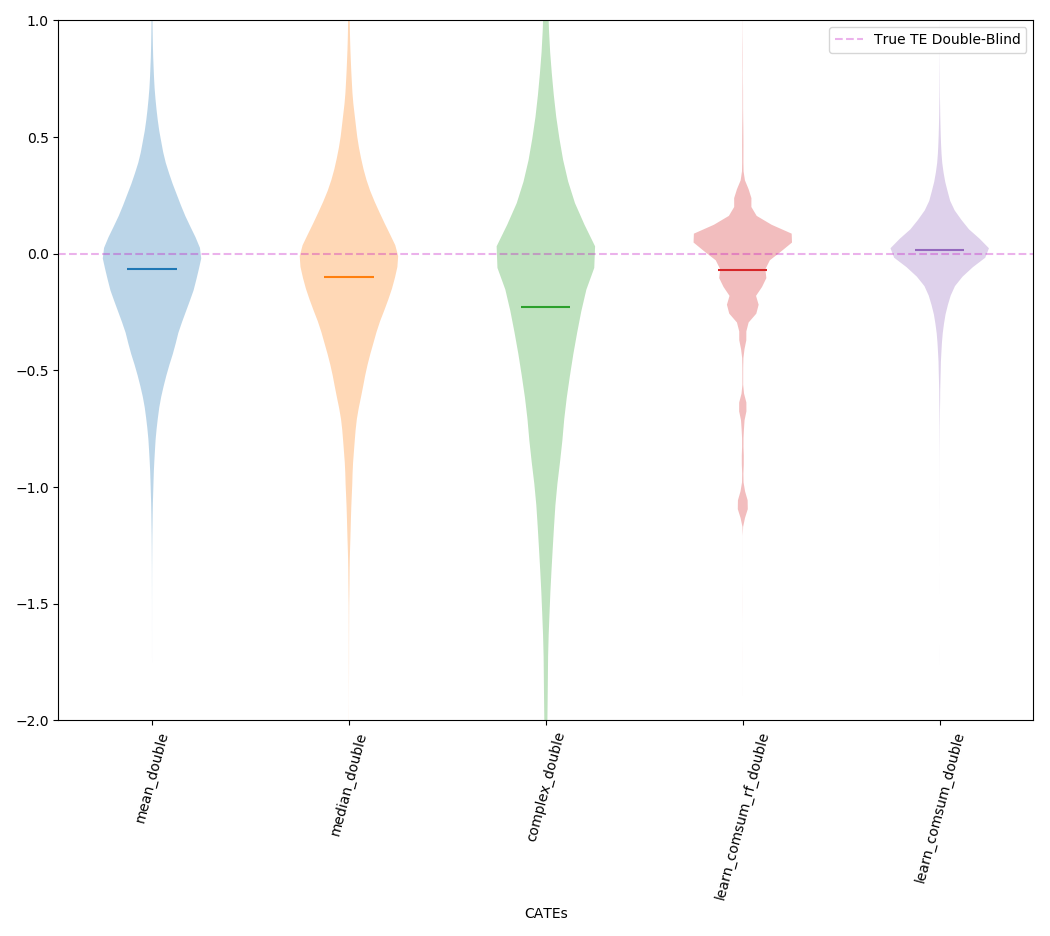 True TE Double-Blind
1.0
0.5
0.0
−0.5
−1.0
−1.5
−2.0
mean_double
median_double
complex_double
learn_comsum_rf_double
learn_comsum_double
CATEs